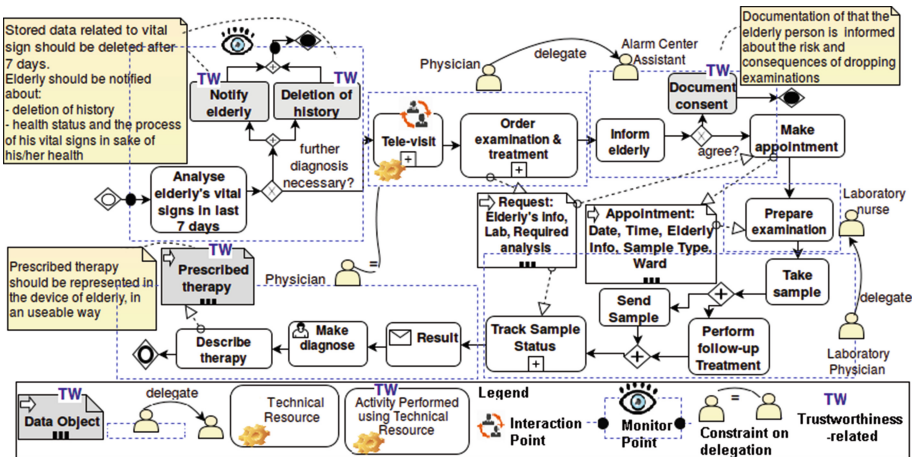 Stored data related to vital
sign should be deleted after
7 days.
Elderly should be notified
about:
- deletion of history
- health status and the process
of his vital signs in sake of
his/her health
TW
Notify
elderly
TW
Deletion of
history
further
diagnosis
necessary?
Analyse
elderly's vital
signs in last
7 days
Physician
delegate
Alarm Center
Assistant
Tele-visit
Order
examination &
treatment
Inform
elderly
TW
Document
consent
agree?
Documentation of that the
elderly person is informed
about the risk and
consequences of dropping
examinations
Make
appointment
Request:
Elderly's info,
Lab, Required
analysis
Appointment:
Date, Time, Elderly
Info, Sample Type,
Ward
Prepare
examination
Laboratory
nurse
Take
sample
delegate
Laboratory
Physician
Send
Sample
Perform
follow-up
Treatment
Track Sample
Status
Result
Make
diagnose
Describe
therapy
Physician
=
TW
Prescribed
therapy
Prescribed therapy
should be represented in
the device of elderly, in
an useable way
TW
Data Object
delegate
Technical
Resource
TW
Activity Performed
using Technical
Resource
Legend
Interaction
Point
Monitor
Point
=
Constraint on
delegation
TW
Trustworthiness
-related